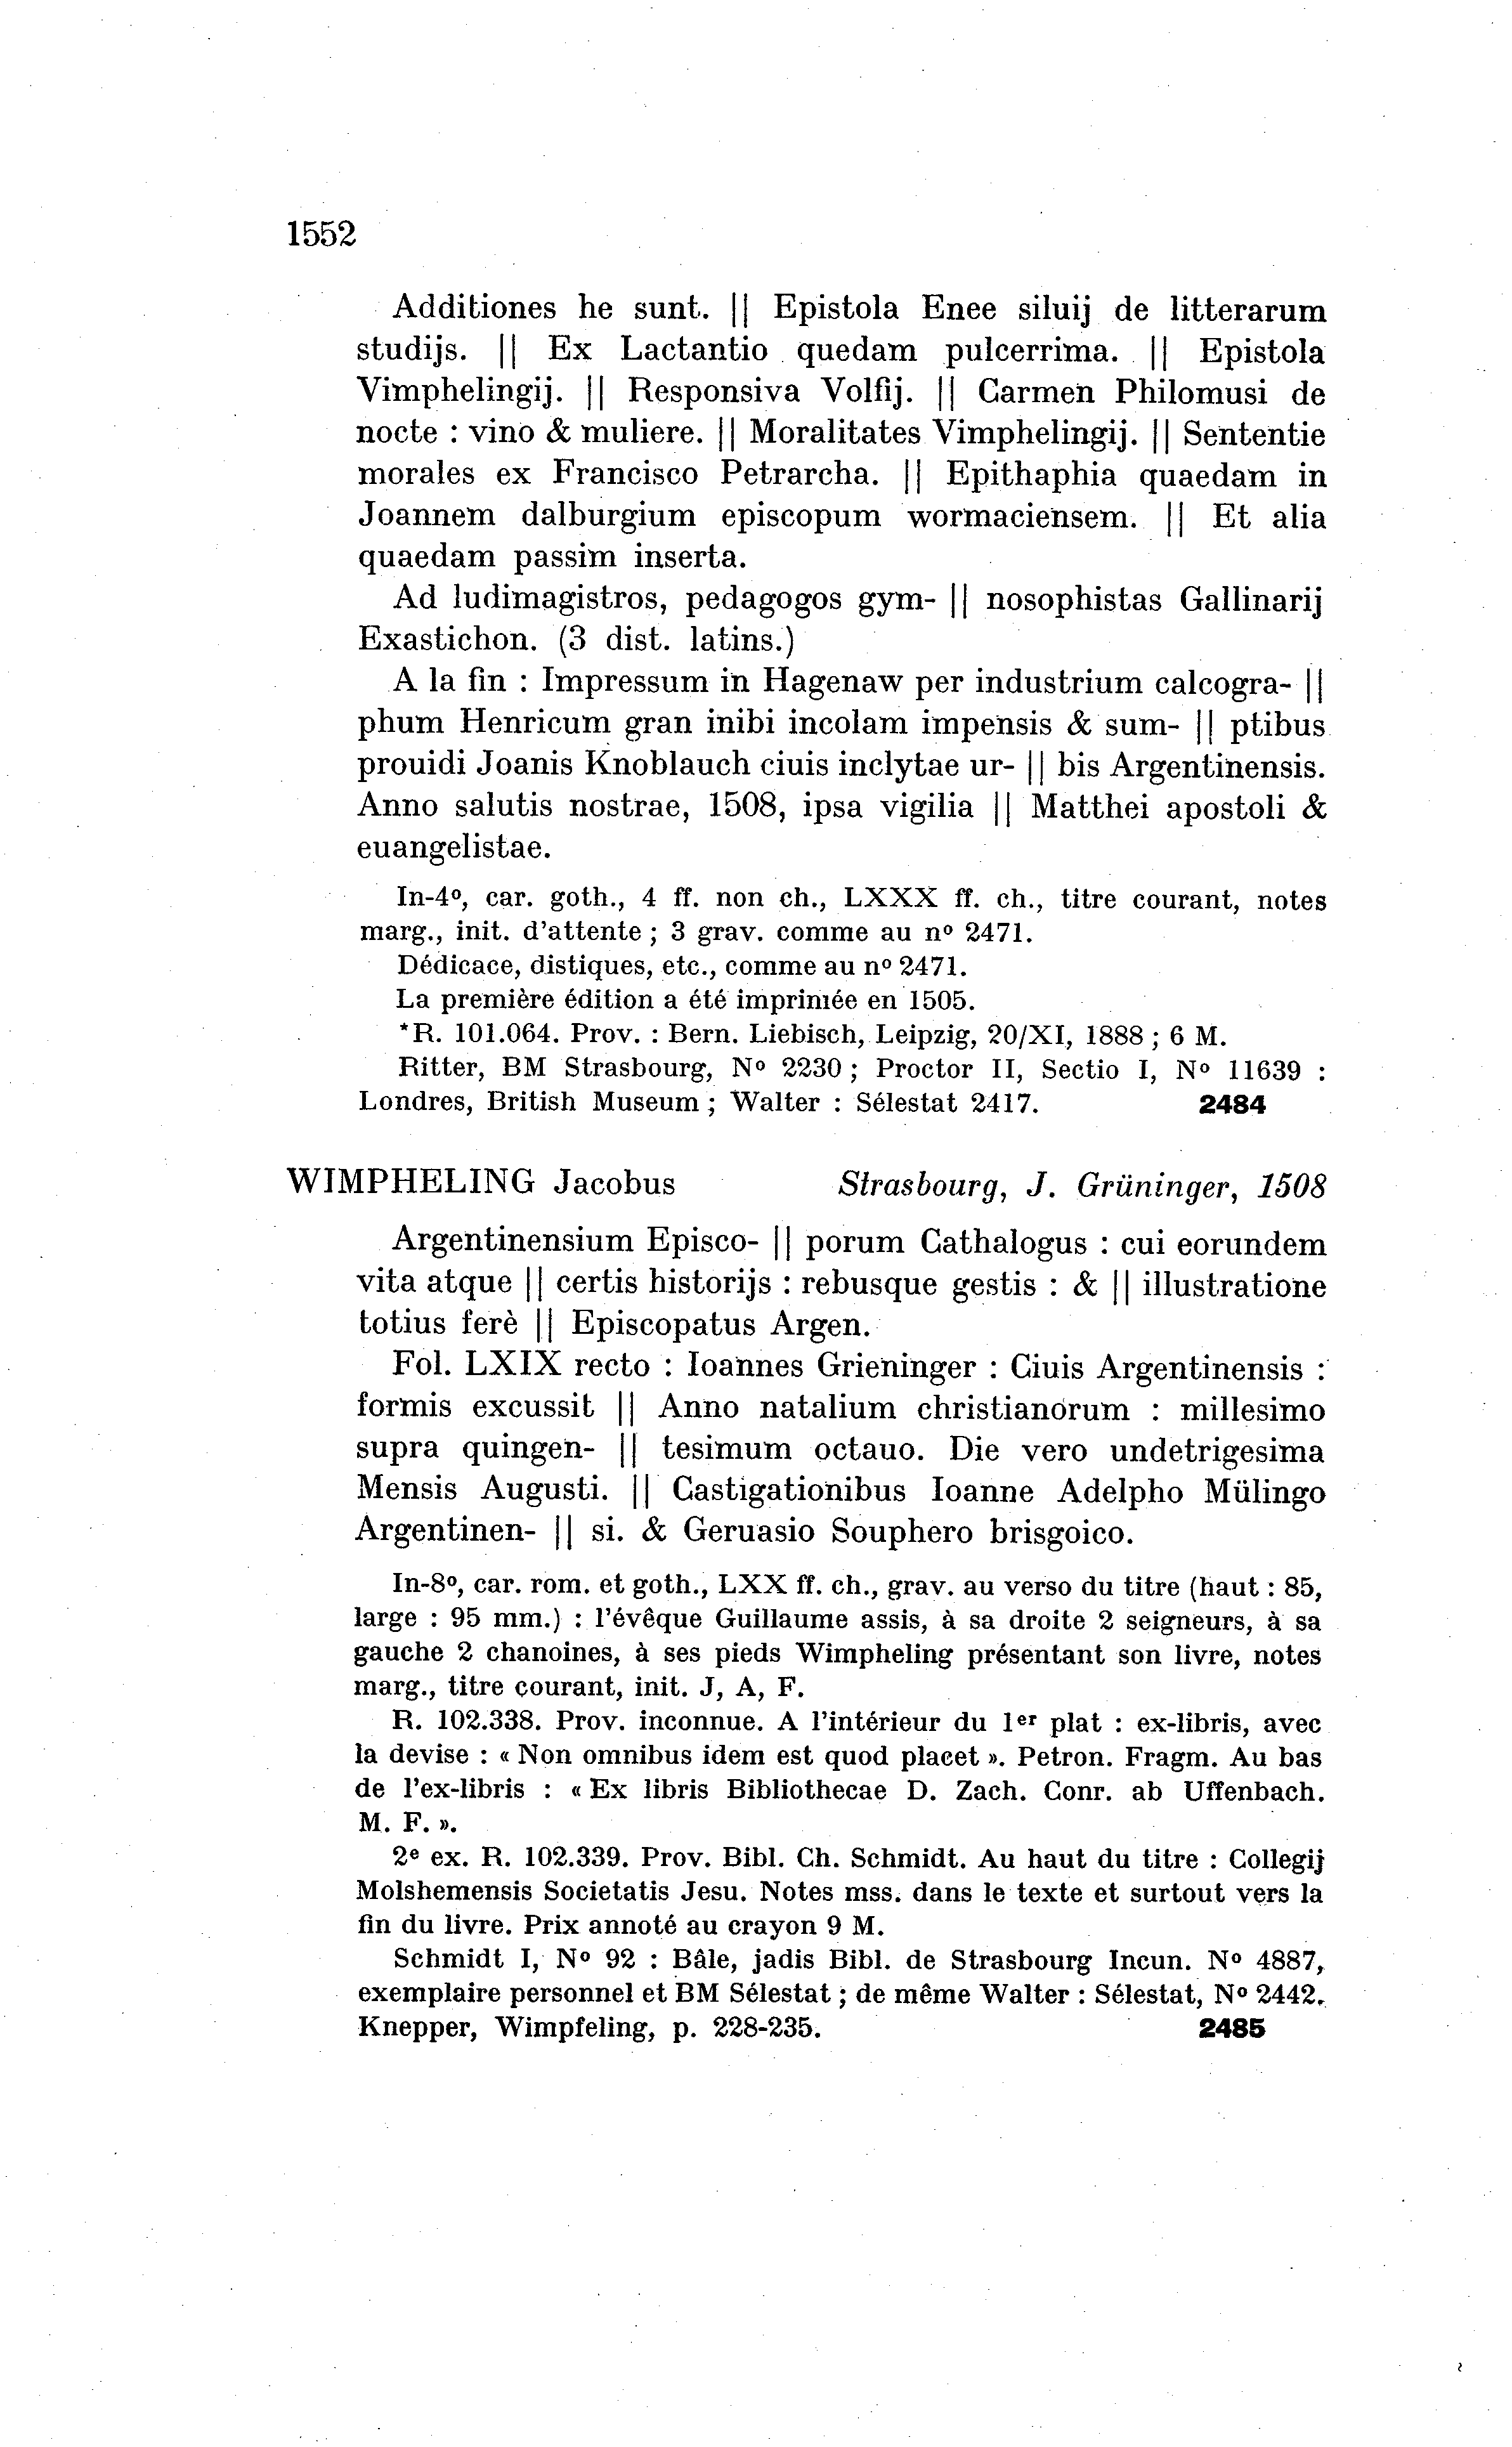 1552
Additiones he sunt. || Epistola Enee siluij de litterarum
studijs. || Ex Lactantio quedam pulcerrima. || Epistola
Vimphelingij. || Responsiva Volfij. || Carmen Philomusi de
nocte : vino & muliere. || Moralitates Vimphelingij. || Sententie
morales ex Francisco Petrarcha. || Epithaphia quaedam in
Joannem dalburgium episcopum wormaciensem. || Et alia
quaedam passim inserta.
Ad ludimagistros, pedagogos gym- || nosophistas Gallinarij
Exastichon. (3 dist. latins.)
A la fin : Impressum in Hagenaw per industrium calcogra- ||
phum Henricum gran inibi incolam impensis & sum- || ptibus
prouidi Joanis Knoblauch ciuis inclytae ur- || bis Argentinensis.
Anno salutis nostrae, 1508, ipsa vigilia || Matthei apostoli &
euangelistae.
In-4º, car. goth., 4 ff. non ch., LXXX ff. ch., titre courant, notes
marg., init. d'attente ; 3 grav. comme au nº 2471.
Dédicace, distiques, etc., comme au nº 2471.
La première édition a été imprimée en 1505.
*R. 101.064. Prov. : Bern. Liebisch, Leipzig, 20/XI, 1888 ; 6 M.
Ritter, BM Strasbourg, Nº 2230 ; Proctor II, Sectio I, Nº 11639 :
Londres, British Museum ; Walter : Sélestat 2417. 2484
WIMPHELING Jacobus Strasbourg, J. Grüninger, 1508
Argentinensium Episco- || porum Cathalogus : cui eorundem
vita atque || certis historijs : rebusque gestis : & || illustratione
totius ferè || Episcopatus Argen.
Fol. LXIX recto : Ioannes Grieninger : Ciuis Argentinensis :
formis excussit || Anno natalium christianorum : millesimo
supra quingen- || tesimum octauo. Die vero undetrigesima
Mensis Augusti. || Castigationibus Ioanne Adelpho Mülingo
Argentinen- || si. & Geruasio Souphero brisgoico.
In-8º, car. rom. et goth., LXX ff. ch., grav. au verso du titre (haut : 85,
large : 95 mm.) : l'évêque Guillaume assis, à sa droite 2 seigneurs, à sa
gauche 2 chanoines, à ses pieds Wimpheling présentant son livre, notes
marg., titre courant, init. J, A, F.
R. 102.338. Prov. inconnue. A l'intérieur du 1er plat : ex-libris, avec
la devise : « Non omnibus idem est quod placet ». Petron. Fragm. Au bas
de l'ex-libris : « Ex libris Bibliothecae D. Zach. Conr. ab Uffenbach.
M. F. ».
2e ex. R. 102.339. Prov. Bibl. Ch. Schmidt. Au haut du titre : Collegij
Molshemensis Societatis Jesu. Notes mss. dans le texte et surtout vers la
fin du livre. Prix annoté au crayon 9 M.
Schmidt I, Nº 92 : Bâle, jadis Bibl. de Strasbourg Incun. Nº 4887,
exemplaire personnel et BM Sélestat ; de même Walter : Sélestat, Nº 2442.
Knepper, Wimpfeling, p. 228-235. 2485